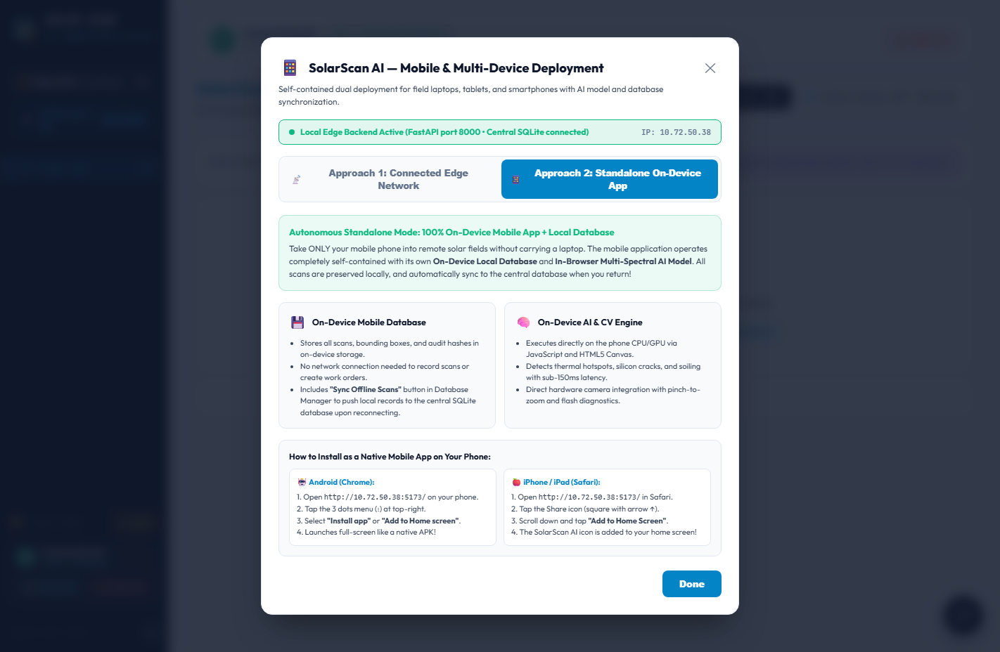 SolarScan AI — Mobile & Multi-Device Deployment
Self-contained dual deployment for field laptops, tablets, and smartphones with AI model and database
synchronization.
Local Edge Backend Active (FastAPI port 8000 • Central SQLite connected)
IP: 10.72.50.38
Approach 1: Connected Edge
Network
Approach 2: Standalone On-Device
App
Autonomous Standalone Mode: 100% On-Device Mobile App + Local Database
Take ONLY your mobile phone into remote solar fields without carrying a laptop. The mobile application operates
completely self-contained with its own On-Device Local Database and In-Browser Multi-Spectral AI Model. All
scans are preserved locally, and automatically sync to the central database when you return!
On-Device Mobile Database
• Stores all scans, bounding boxes, and audit hashes in
on-device storage.
• No network connection needed to record scans or
create work orders.
• Includes "Sync Offline Scans" button in Database
Manager to push local records to the central SQLite
database upon reconnecting.
On-Device AI & CV Engine
• Executes directly on the phone CPU/GPU via
JavaScript and HTML5 Canvas.
• Detects thermal hotspots, silicon cracks, and soiling
with sub-150ms latency.
• Direct hardware camera integration with pinch-to-
zoom and flash diagnostics.
How to Install as a Native Mobile App on Your Phone:
Android (Chrome):
1. Open http://10.72.50.38:5173/ on your phone.
2. Tap the 3 dots menu (⋮) at top-right.
3. Select "Install app" or "Add to Home screen".
4. Launches full-screen like a native APK!
iPhone / iPad (Safari):
1. Open http://10.72.50.38:5173/ in Safari.
2. Tap the Share icon (square with arrow ↑).
3. Scroll down and tap "Add to Home Screen".
4. The SolarScan AI icon is added to your home screen!
Done